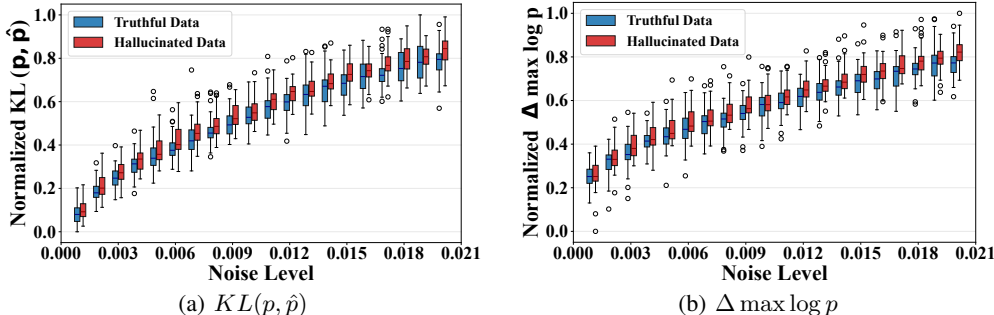 Truthful Data
Hallucinated Data
Normalized KL (p, p̂)
1.0
0.8
0.6
0.4
0.2
0.0
0.000 0.003 0.006 0.009 0.012 0.015 0.018 0.021
Noise Level
(a) KL(p, p̂)
Truthful Data
Hallucinated Data
Normalized Δ max log p
1.0
0.8
0.6
0.4
0.2
0.0
0.000 0.003 0.006 0.009 0.012 0.015 0.018 0.021
Noise Level
(b) Δ max log p